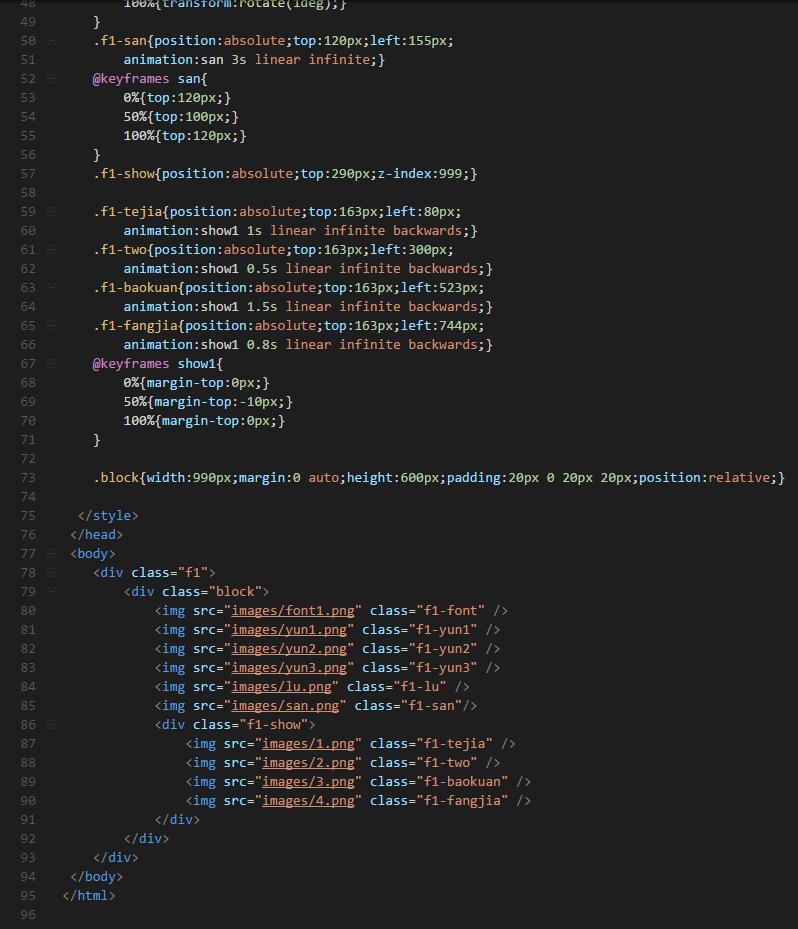 48 100%{transform:rotate(1deg);}
49 }
50 .f1-san{position:absolute;top:120px;left:155px;
51 animation:san 3s linear infinite;}
52 @keyframes san{
53 0%{top:120px;}
54 50%{top:100px;}
55 100%{top:120px;}
56 }
57 .f1-show{position:absolute;top:290px;z-index:999;}
58
59 .f1-tejia{position:absolute;top:163px;left:80px;
60 animation:show1 1s linear infinite backwards;}
61 .f1-two{position:absolute;top:163px;left:300px;
62 animation:show1 0.5s linear infinite backwards;}
63 .f1-baokuan{position:absolute;top:163px;left:523px;
64 animation:show1 1.5s linear infinite backwards;}
65 .f1-fangjia{position:absolute;top:163px;left:744px;
66 animation:show1 0.8s linear infinite backwards;}
67 @keyframes show1{
68 0%{margin-top:0px;}
69 50%{margin-top:-10px;}
70 100%{margin-top:0px;}
71 }
72
73 .block{width:990px;margin:0 auto;height:600px;padding:20px 0 20px 20px;position:relative;}
74
75 </style>
76 </head>
77 <body>
78 <div class="f1">
79 <div class="block">
80 <img src="images/font1.png" class="f1-font" />
81 <img src="images/yun1.png" class="f1-yun1" />
82 <img src="images/yun2.png" class="f1-yun2" />
83 <img src="images/yun3.png" class="f1-yun3" />
84 <img src="images/lu.png" class="f1-lu" />
85 <img src="images/san.png" class="f1-san"/>
86 <div class="f1-show">
87 <img src="images/1.png" class="f1-tejia" />
88 <img src="images/2.png" class="f1-two" />
89 <img src="images/3.png" class="f1-baokuan" />
90 <img src="images/4.png" class="f1-fangjia" />
91 </div>
92 </div>
93 </div>
94 </body>
95 </html>
96